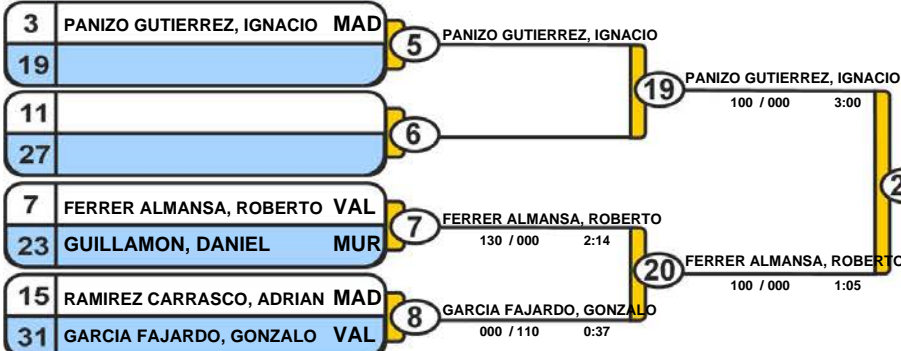 3 PANIZO GUTIERREZ, IGNACIO MAD
19
5 PANIZO GUTIERREZ, IGNACIO
11
27
6
19 PANIZO GUTIERREZ, IGNACIO
100 / 000 3:00
7 FERRER ALMANSA, ROBERTO VAL
23 GUILLAMON, DANIEL MUR
7 FERRER ALMANSA, ROBERTO
130 / 000 2:14
15 RAMIREZ CARRASCO, ADRIAN MAD
31 GARCIA FAJARDO, GONZALO VAL
8 GARCIA FAJARDO, GONZALO
000 / 110 0:37
20 FERRER ALMANSA, ROBERTO
100 / 000 1:05